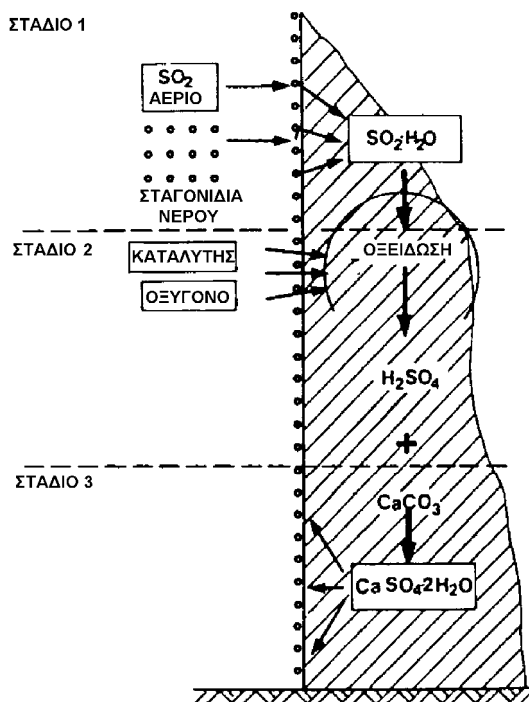 ΣΤΑΔΙΟ 1
SO₂
ΑΕΡΙΟ
SO₂·H₂O
ΣΤΑΓΟΝΙΔΙΑ
ΝΕΡΟΥ
ΣΤΑΔΙΟ 2
ΚΑΤΑΛΥΤΗΣ
ΟΞΕΙΔΩΣΗ
ΟΞΥΓΟΝΟ
H₂SO₄
+
ΣΤΑΔΙΟ 3
CaCO₃
CaSO₄·2H₂O